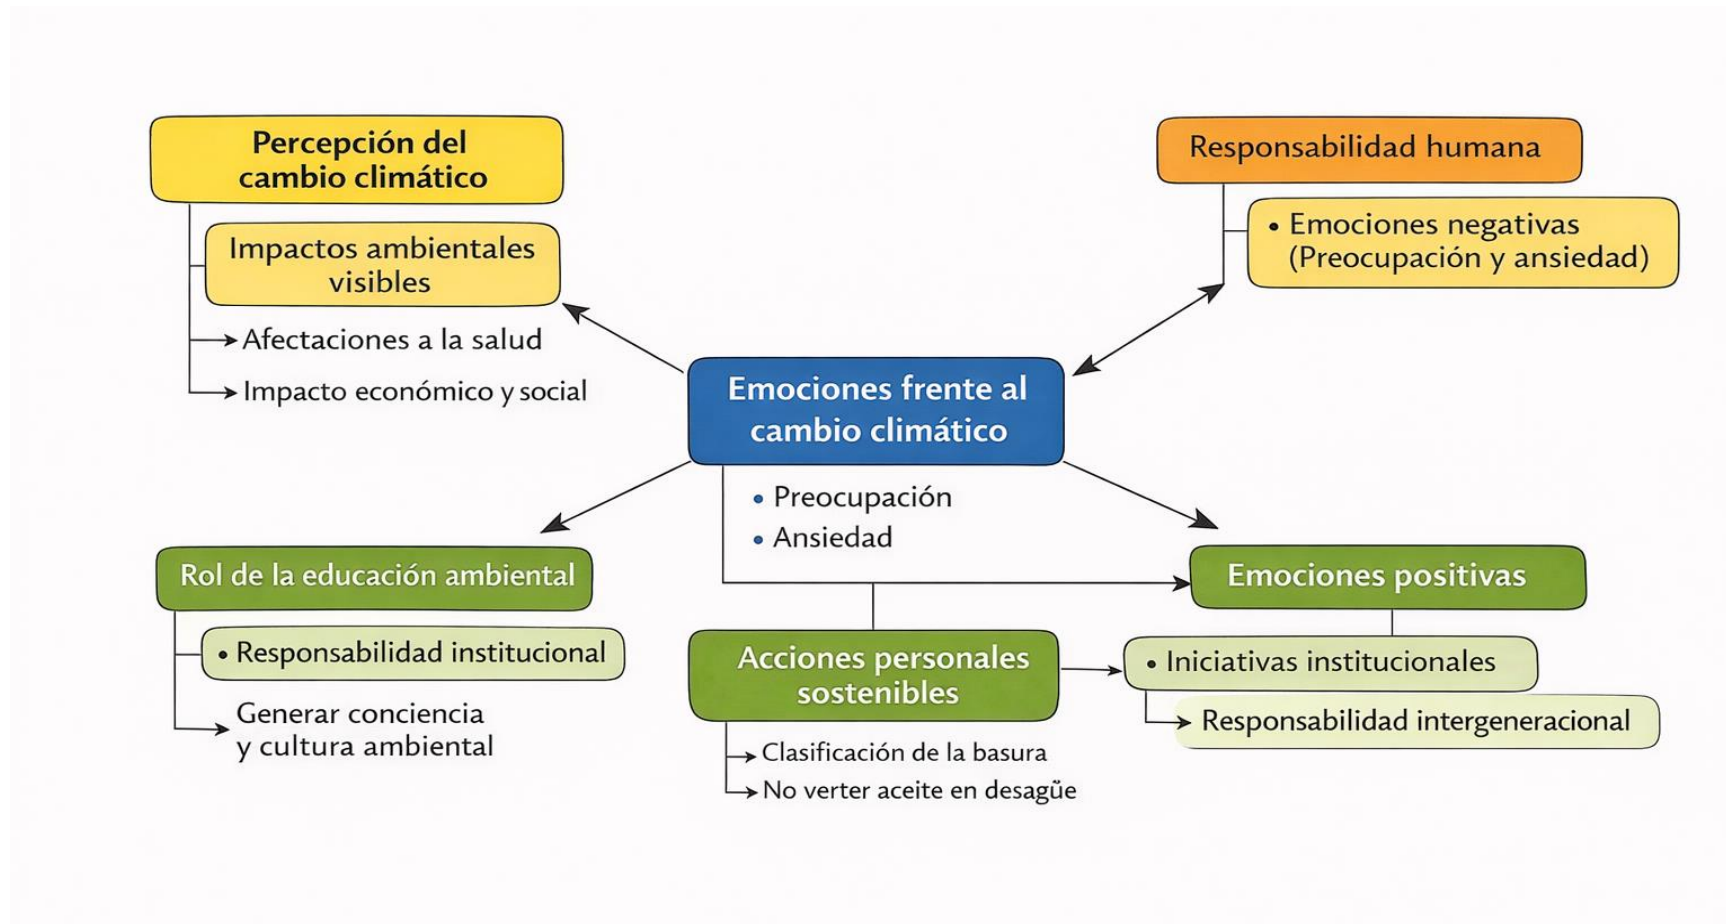 Percepción del
cambio climático
Impactos ambientales
visibles
Afectaciones a la salud
Impacto económico y social
Responsabilidad humana
• Emociones negativas
(Preocupación y ansiedad)
Emociones frente al
cambio climático
• Preocupación
• Ansiedad
Rol de la educación ambiental
• Responsabilidad institucional
Generar conciencia
y cultura ambiental
Acciones personales
sostenibles
Clasificación de la basura
No verter aceite en desagüe
Emociones positivas
• Iniciativas institucionales
Responsabilidad intergeneracional